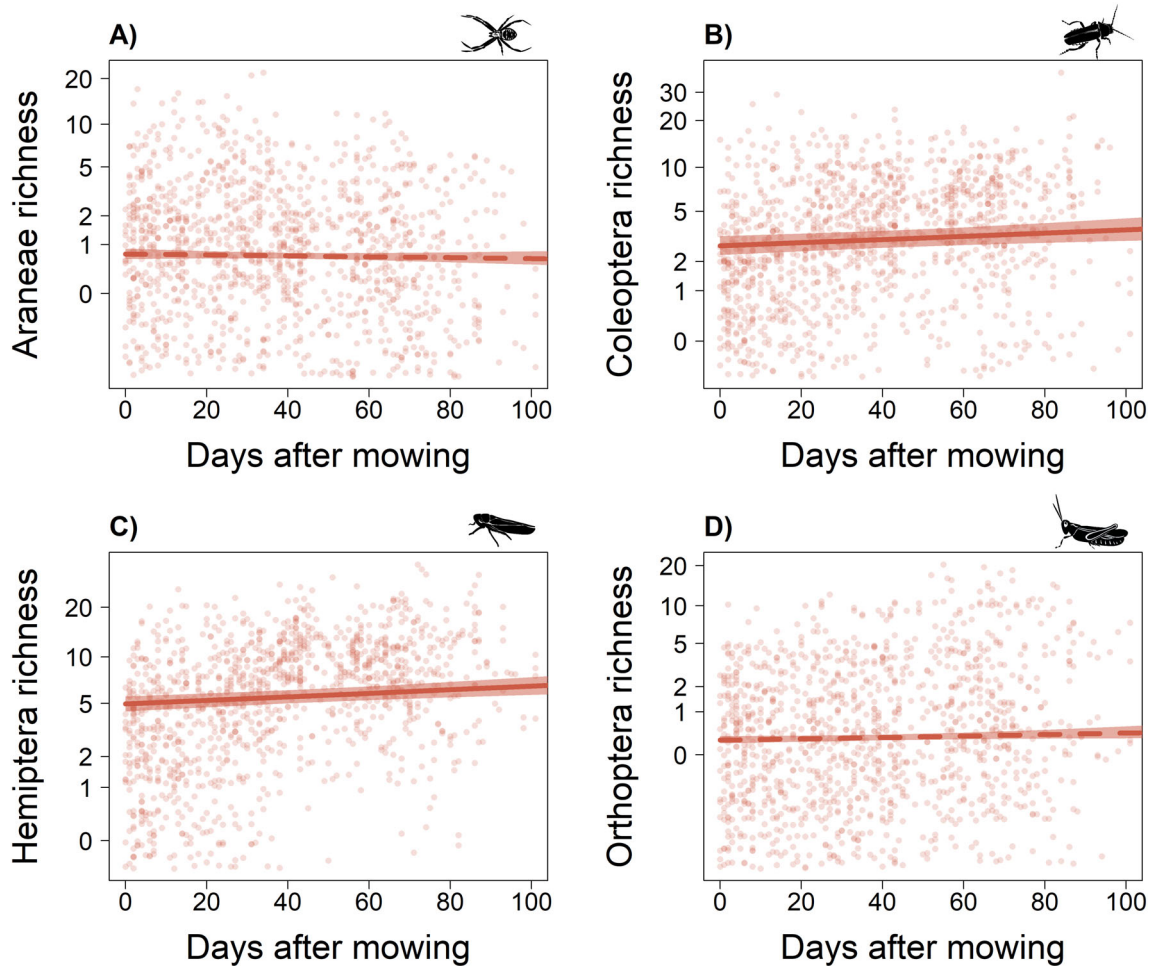 A)
Araneae richness
20
10
5
2
1
0
0 20 40 60 80 100
Days after mowing
B)
Coleoptera richness
30
20
10
5
2
1
0
0 20 40 60 80 100
Days after mowing
C)
Hemiptera richness
20
10
5
2
1
0
0 20 40 60 80 100
Days after mowing
D)
Orthoptera richness
20
10
5
2
1
0
0 20 40 60 80 100
Days after mowing